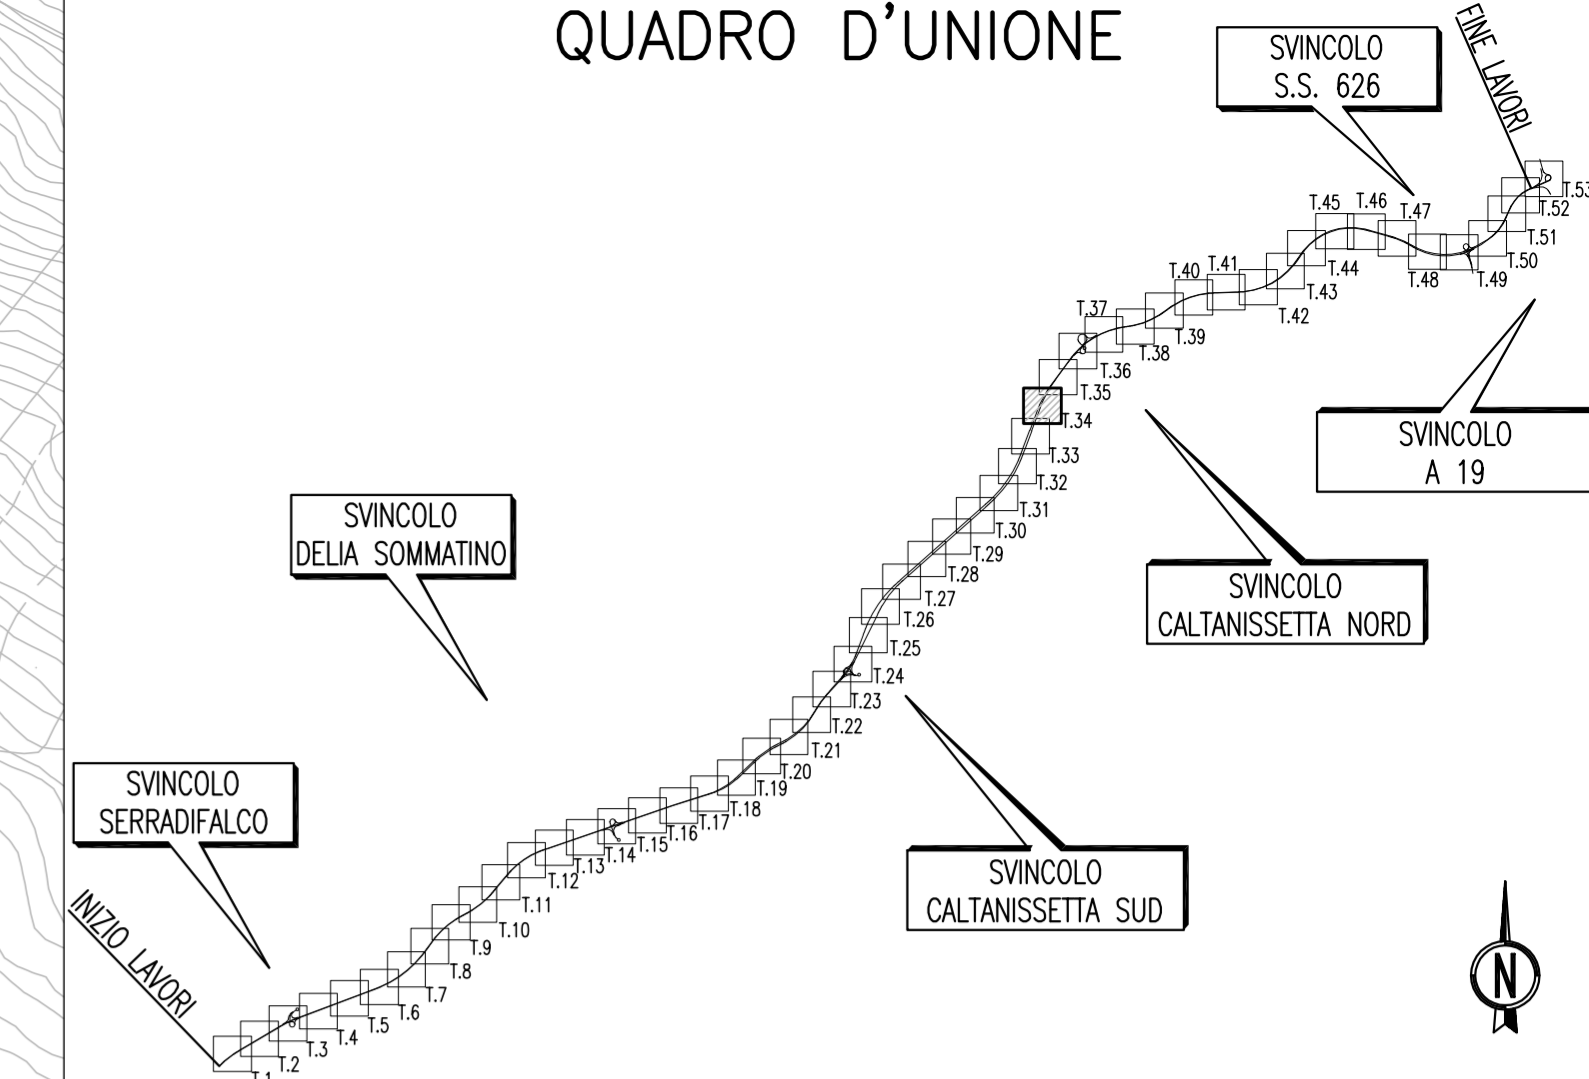 QUADRO D'UNIONE
SVINCOLO
S.S. 626
FINE LAVORI
T.53
T.52
T.51
T.50
T.49
T.48
T.47
T.46
T.45
T.44
T.43
T.42
T.41
T.40
T.39
T.38
T.37
T.36
T.35
T.34
T.33
T.32
T.31
T.30
T.29
T.28
T.27
T.26
T.25
T.24
T.23
T.22
T.21
T.20
T.19
T.18
T.17
T.16
T.15
T.14
T.13
T.12
T.11
T.10
T.9
T.8
T.7
T.6
T.5
T.4
T.3
T.2
T.1
SVINCOLO
A 19
SVINCOLO
DELIA SOMMATINO
SVINCOLO
CALTANISSETTA NORD
SVINCOLO
SERRADIFALCO
SVINCOLO
CALTANISSETTA SUD
INIZIO LAVORI
N